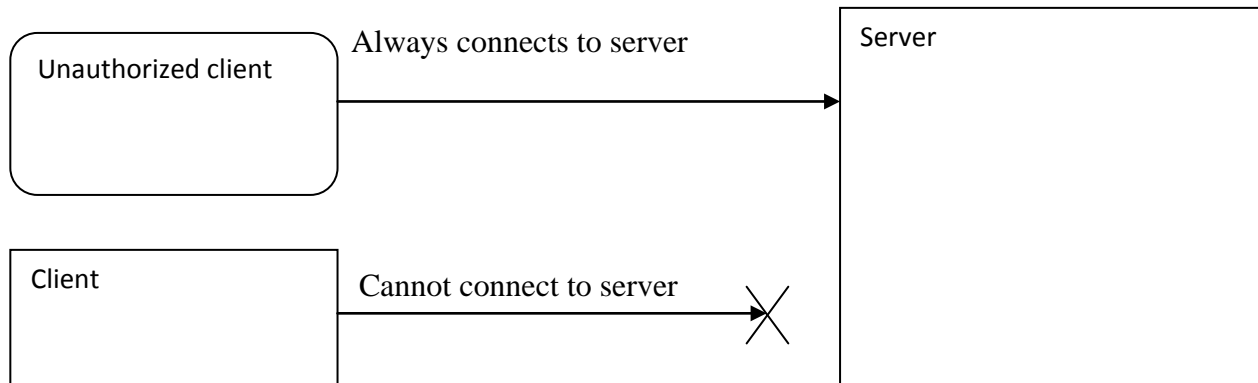 Always connects to server
Server
Unauthorized client
Client
Cannot connect to server